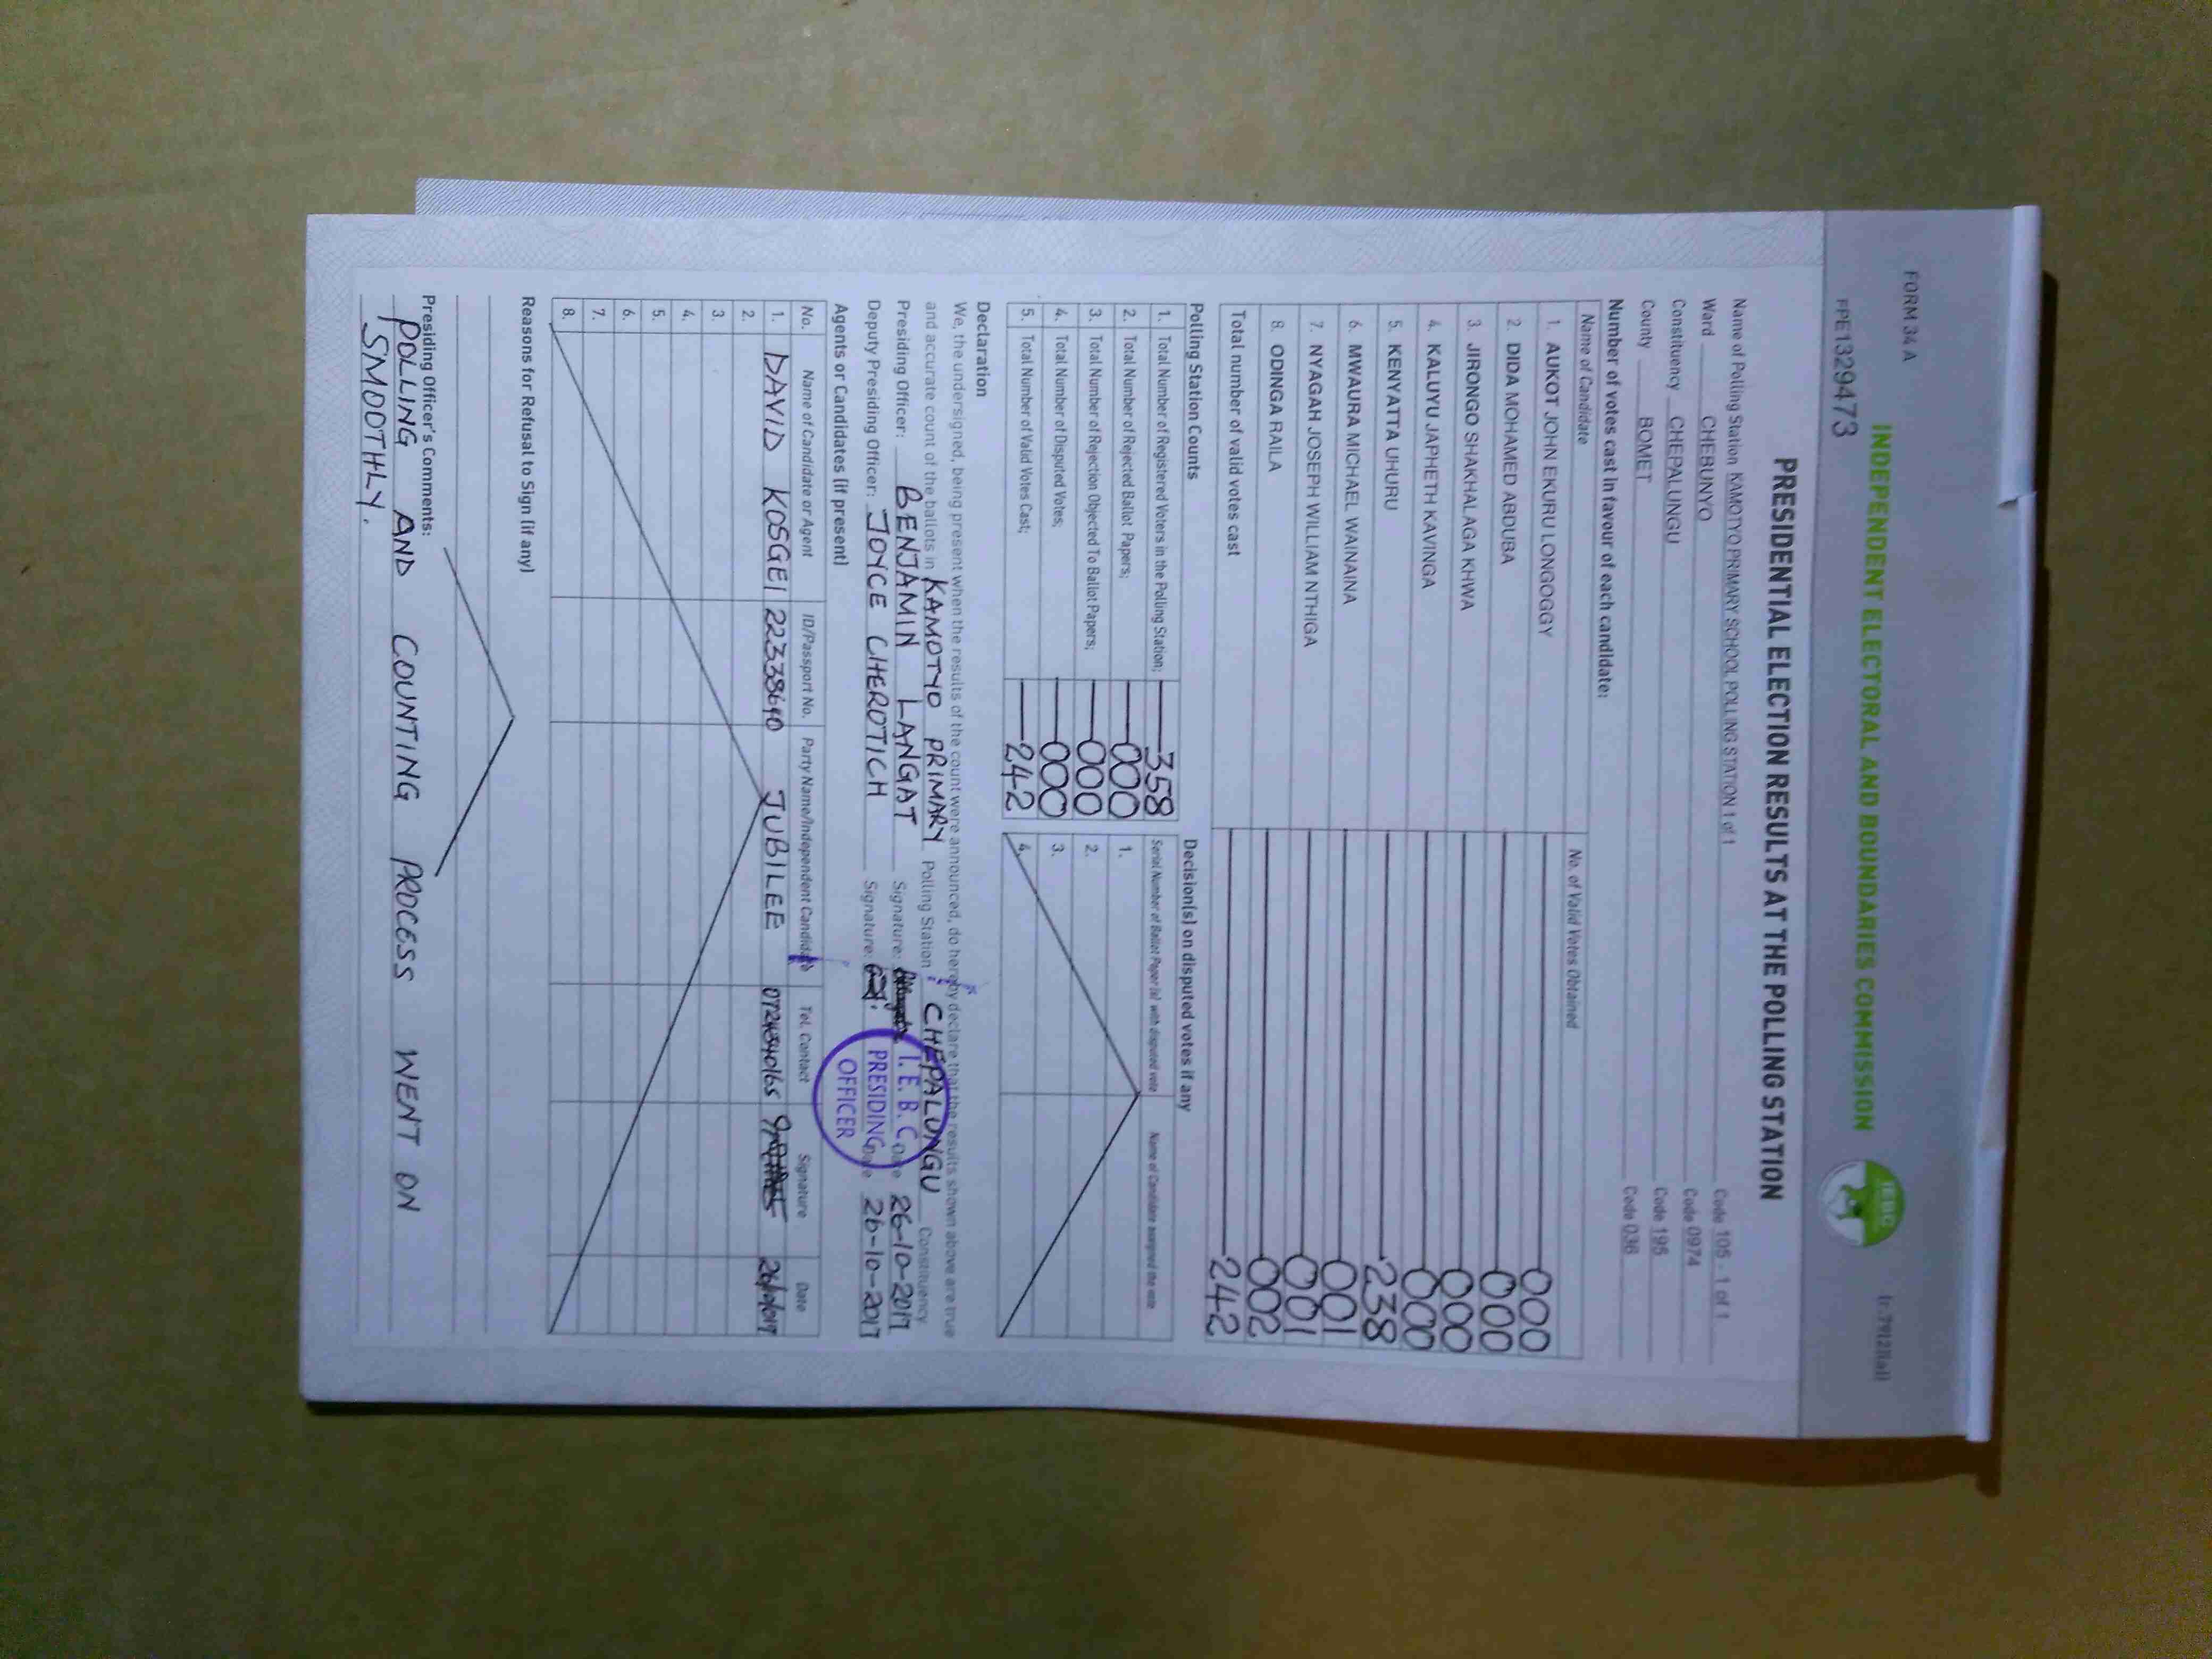 FORM 34 A
(r.79(2)(a))
FPE1329473
INDEPENDENT ELECTORAL AND BOUNDARIES COMMISSION
IEBC
PRESIDENTIAL ELECTION RESULTS AT THE POLLING STATION
Name of Polling Station KAMOTYO PRIMARY SCHOOL POLLING STATION 1 of 1 Code 105 - 1 of 1
Ward CHEBUNYO Code 0974
Constituency CHEPALUNGU Code 195
County BOMET Code 036
Number of votes cast in favour of each candidate:
Name of Candidate No. of Valid Votes Obtained
1. AUKOT JOHN EKURU LONGOGGY 000
2. DIDA MOHAMED ABDUBA 000
3. JIRONGO SHAKHALAGA KHWA 000
4. KALUYU JAPHETH KAVINGA 000
5. KENYATTA UHURU 238
6. MWAURA MICHAEL WAINAINA 001
7. NYAGAH JOSEPH WILLIAM NTHIGA 001
8. ODINGA RAILA 002
Total number of valid votes cast 242
Polling Station Counts
1. Total Number of Registered Voters in the Polling Station; 358
2. Total Number of Rejected Ballot Papers; 000
3. Total Number of Rejection Objected To Ballot Papers; 000
4. Total Number of Disputed Votes; 000
5. Total Number of Valid Votes Cast; 242
Decision(s) on disputed votes if any
Serial Number of Ballot Paper (s) with disputed vote Name of Candidate assigned the vote
1.
2.
3.
4.
Declaration
We, the undersigned, being present when the results of the count were announced, do hereby declare that the results shown above are true
and accurate count of the ballots in KAMOTYO PRIMARY Polling Station; CHEPALUNGU Constituency
Presiding Officer: BENJAMIN LANGAT Signature: Date 26-10-2017
Deputy Presiding Officer: JOYCE CHEROTICH Signature: Date 26-10-2017
I.E.B.C
PRESIDING
OFFICER
Agents or Candidates (if present)
No. Name of Candidate or Agent ID/Passport No. Party Name/Independent Candidate Tel. Contact Signature Date
1. DAVID KOSGEI 22338640 JUBILEE 0724340165 26/10/2017
2.
3.
4.
5.
6.
7.
8.
Reasons for Refusal to Sign (if any)
Presiding Officer's Comments:
POLLING AND COUNTING PROCESS WENT ON
SMOOTHLY.